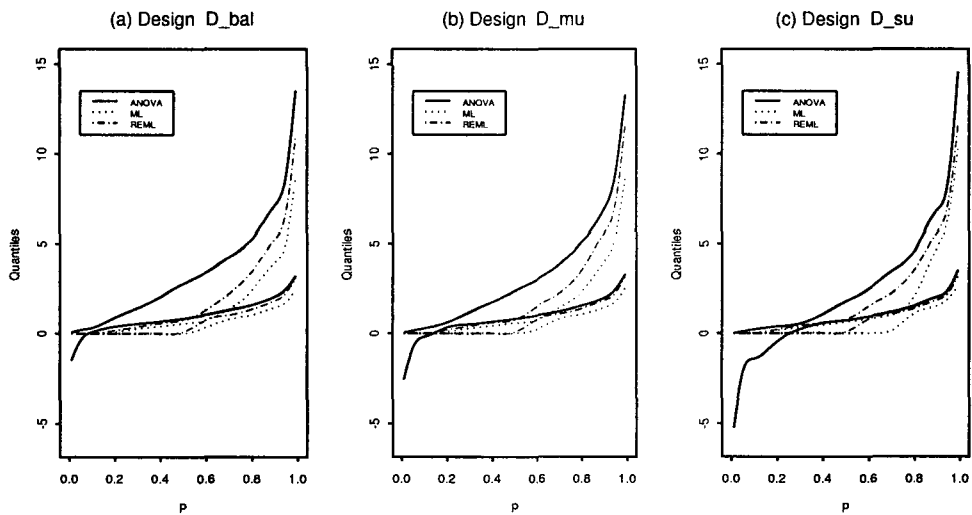 (a) Design D_bal
(b) Design D_mu
(c) Design D_su
Quantiles
15
10
5
0
-5
ANOVA
ML
REML
0.0 0.2 0.4 0.6 0.8 1.0
P
Quantiles
15
10
5
0
-5
ANOVA
ML
REML
0.0 0.2 0.4 0.6 0.8 1.0
p
Quantiles
15
10
5
0
-5
ANOVA
ML
REML
0.0 0.2 0.4 0.6 0.8 1.0
p